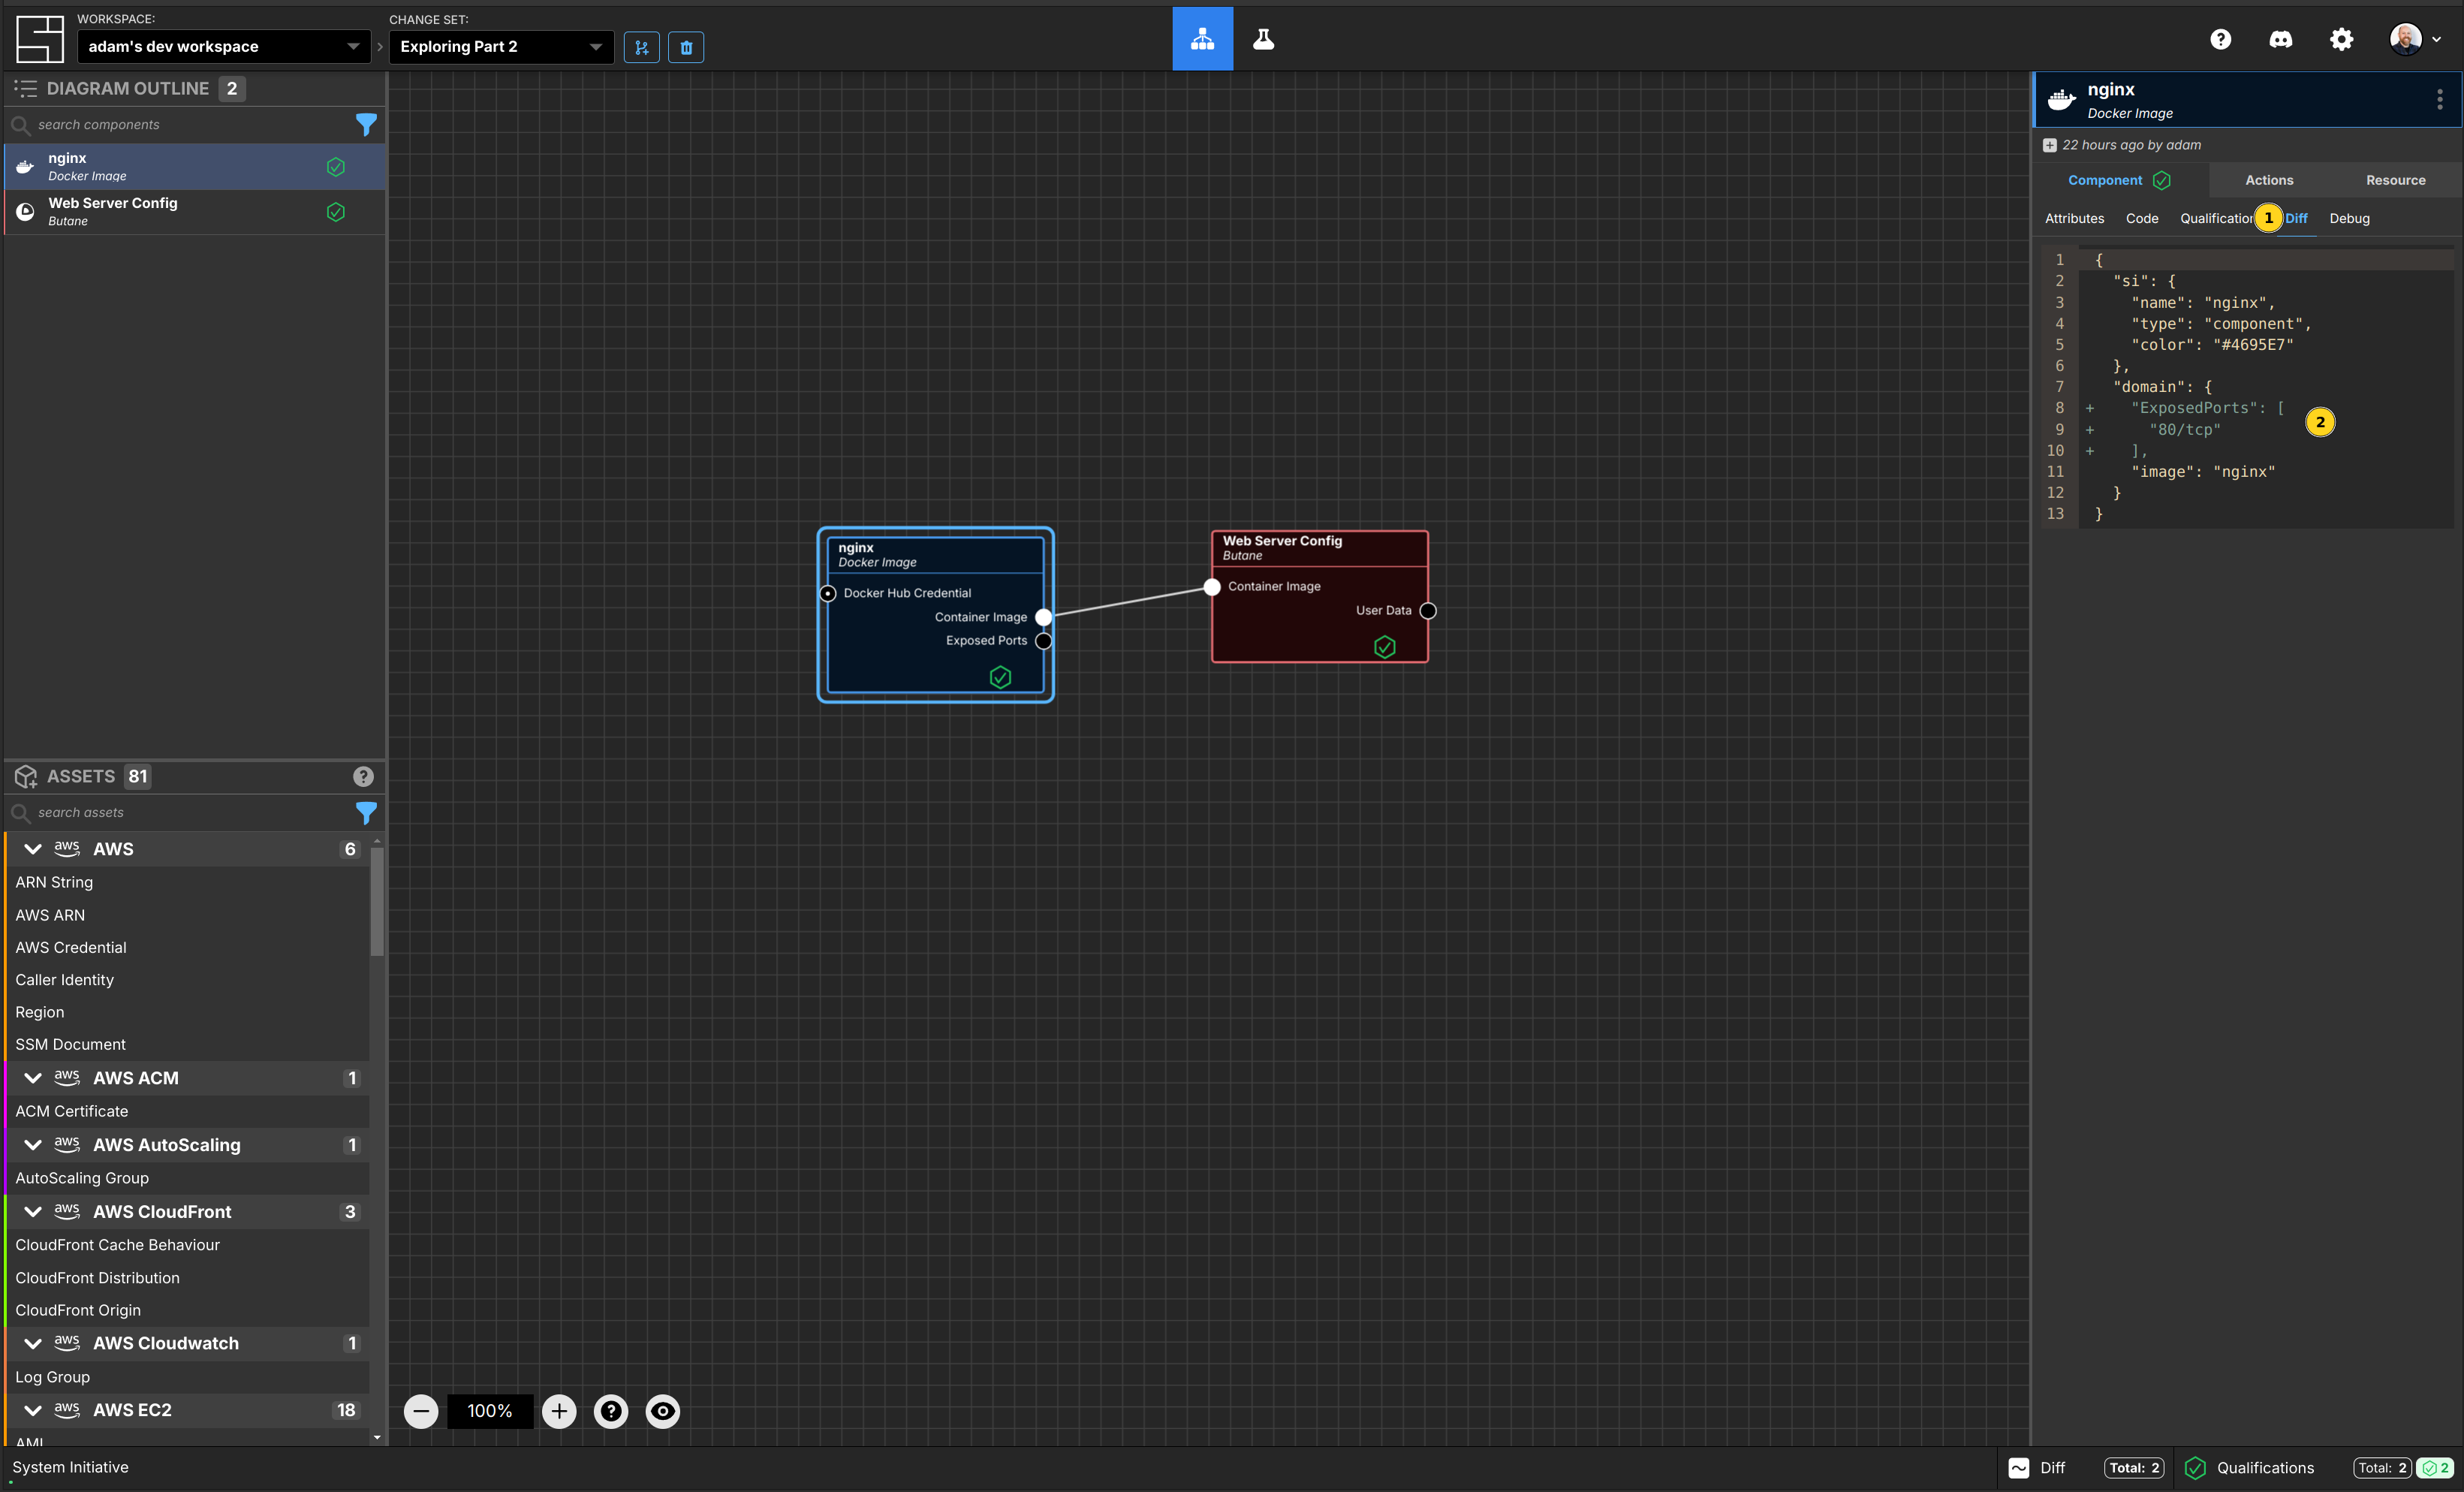 WORKSPACE:
adam's dev workspace
CHANGE SET:
Exploring Part 2
DIAGRAM OUTLINE 2
search components
nginx
Docker Image
Web Server Config
Butane
ASSETS 81
search assets
aws AWS 6
ARN String
AWS ARN
AWS Credential
Caller Identity
Region
SSM Document
aws AWS ACM 1
ACM Certificate
aws AWS AutoScaling 1
AutoScaling Group
aws AWS CloudFront 3
CloudFront Cache Behaviour
CloudFront Distribution
CloudFront Origin
aws AWS Cloudwatch 1
Log Group
aws AWS EC2 18
AMI
nginx
Docker Image
Docker Hub Credential
Container Image
Exposed Ports
Web Server Config
Butane
Container Image
User Data
100%
nginx
Docker Image
22 hours ago by adam
Component Actions Resource
Attributes Code Qualification 1 Diff Debug
1 {
2 "si": {
3 "name": "nginx",
4 "type": "component",
5 "color": "#4695E7"
6 },
7 "domain": {
8 + "ExposedPorts": [
9 + "80/tcp"
2
10 + ],
11 "image": "nginx"
12 }
13 }
System Initiative
Diff Total: 2
Qualifications Total: 2 2